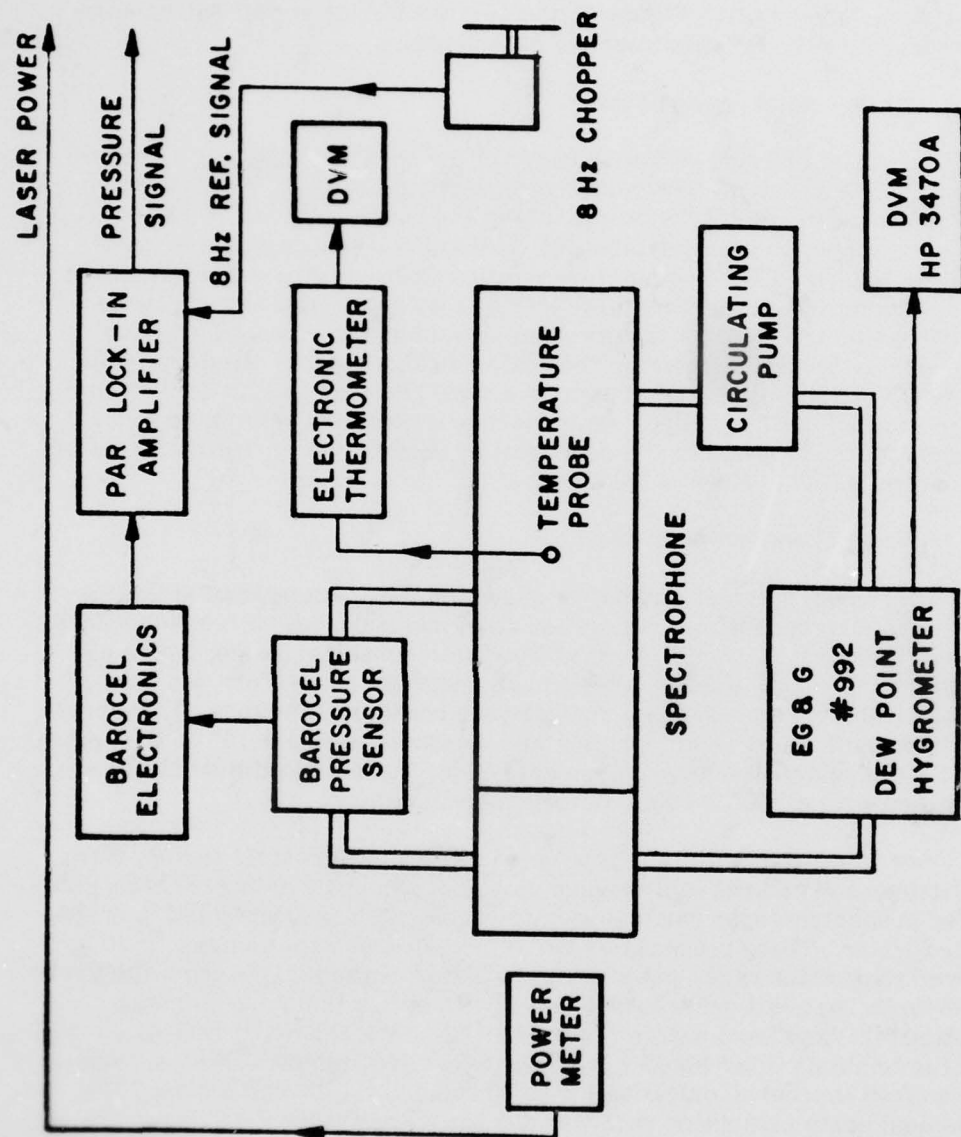 LASER POWER
PRESSURE
SIGNAL
8 Hz REF. SIGNAL
PAR LOCK-IN
AMPLIFIER
BAROCEL
ELECTRONICS
DVM
ELECTRONIC
THERMOMETER
BAROCEL
PRESSURE
SENSOR
8 Hz CHOPPER
TEMPERATURE
PROBE
SPECTROPHONE
CIRCULATING
PUMP
POWER
METER
EG & G
#992
DEW POINT
HYGROMETER
DVM
HP 3470A